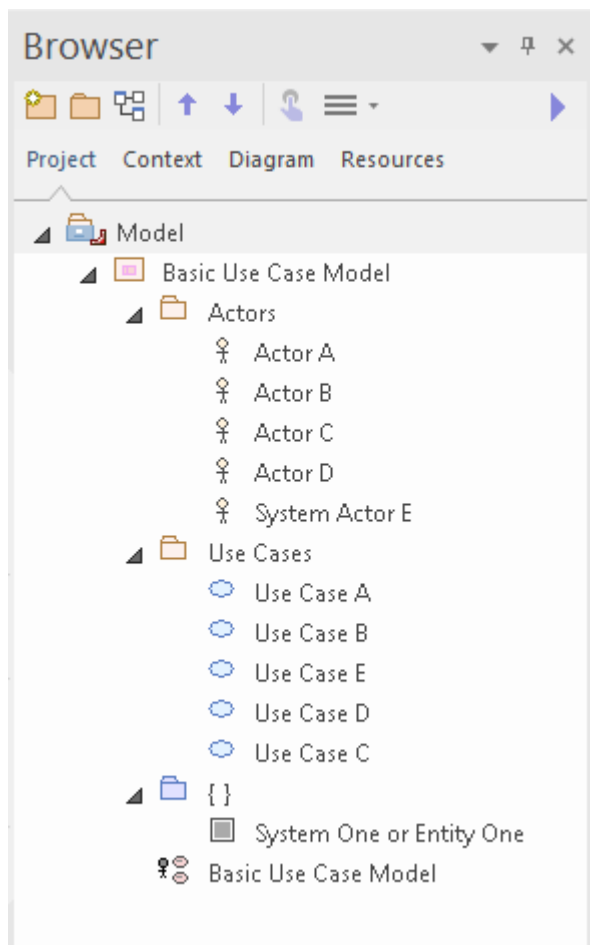 Browser
Project Context Diagram Resources
Model
Basic Use Case Model
Actors
Actor A
Actor B
Actor C
Actor D
System Actor E
Use Cases
Use Case A
Use Case B
Use Case E
Use Case D
Use Case C
{ }
System One or Entity One
Basic Use Case Model